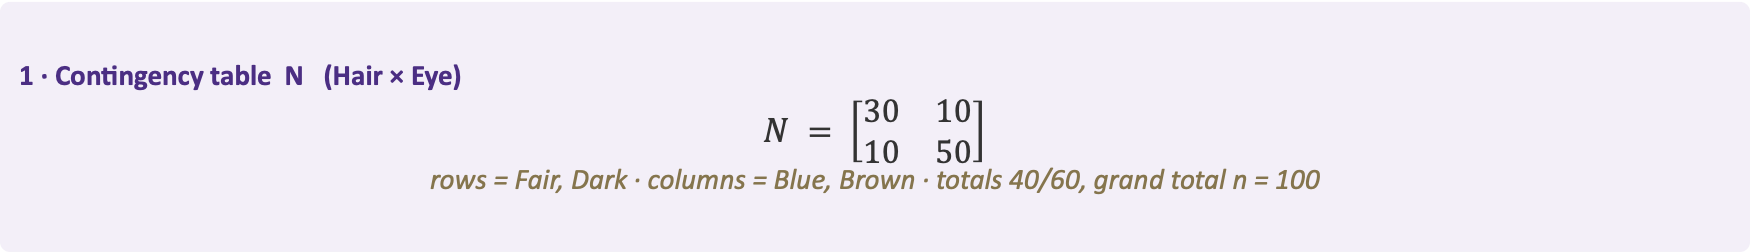 1 · Contingency table N (Hair × Eye)
N = [30 10
10 50]
rows = Fair, Dark · columns = Blue, Brown · totals 40/60, grand total n = 100